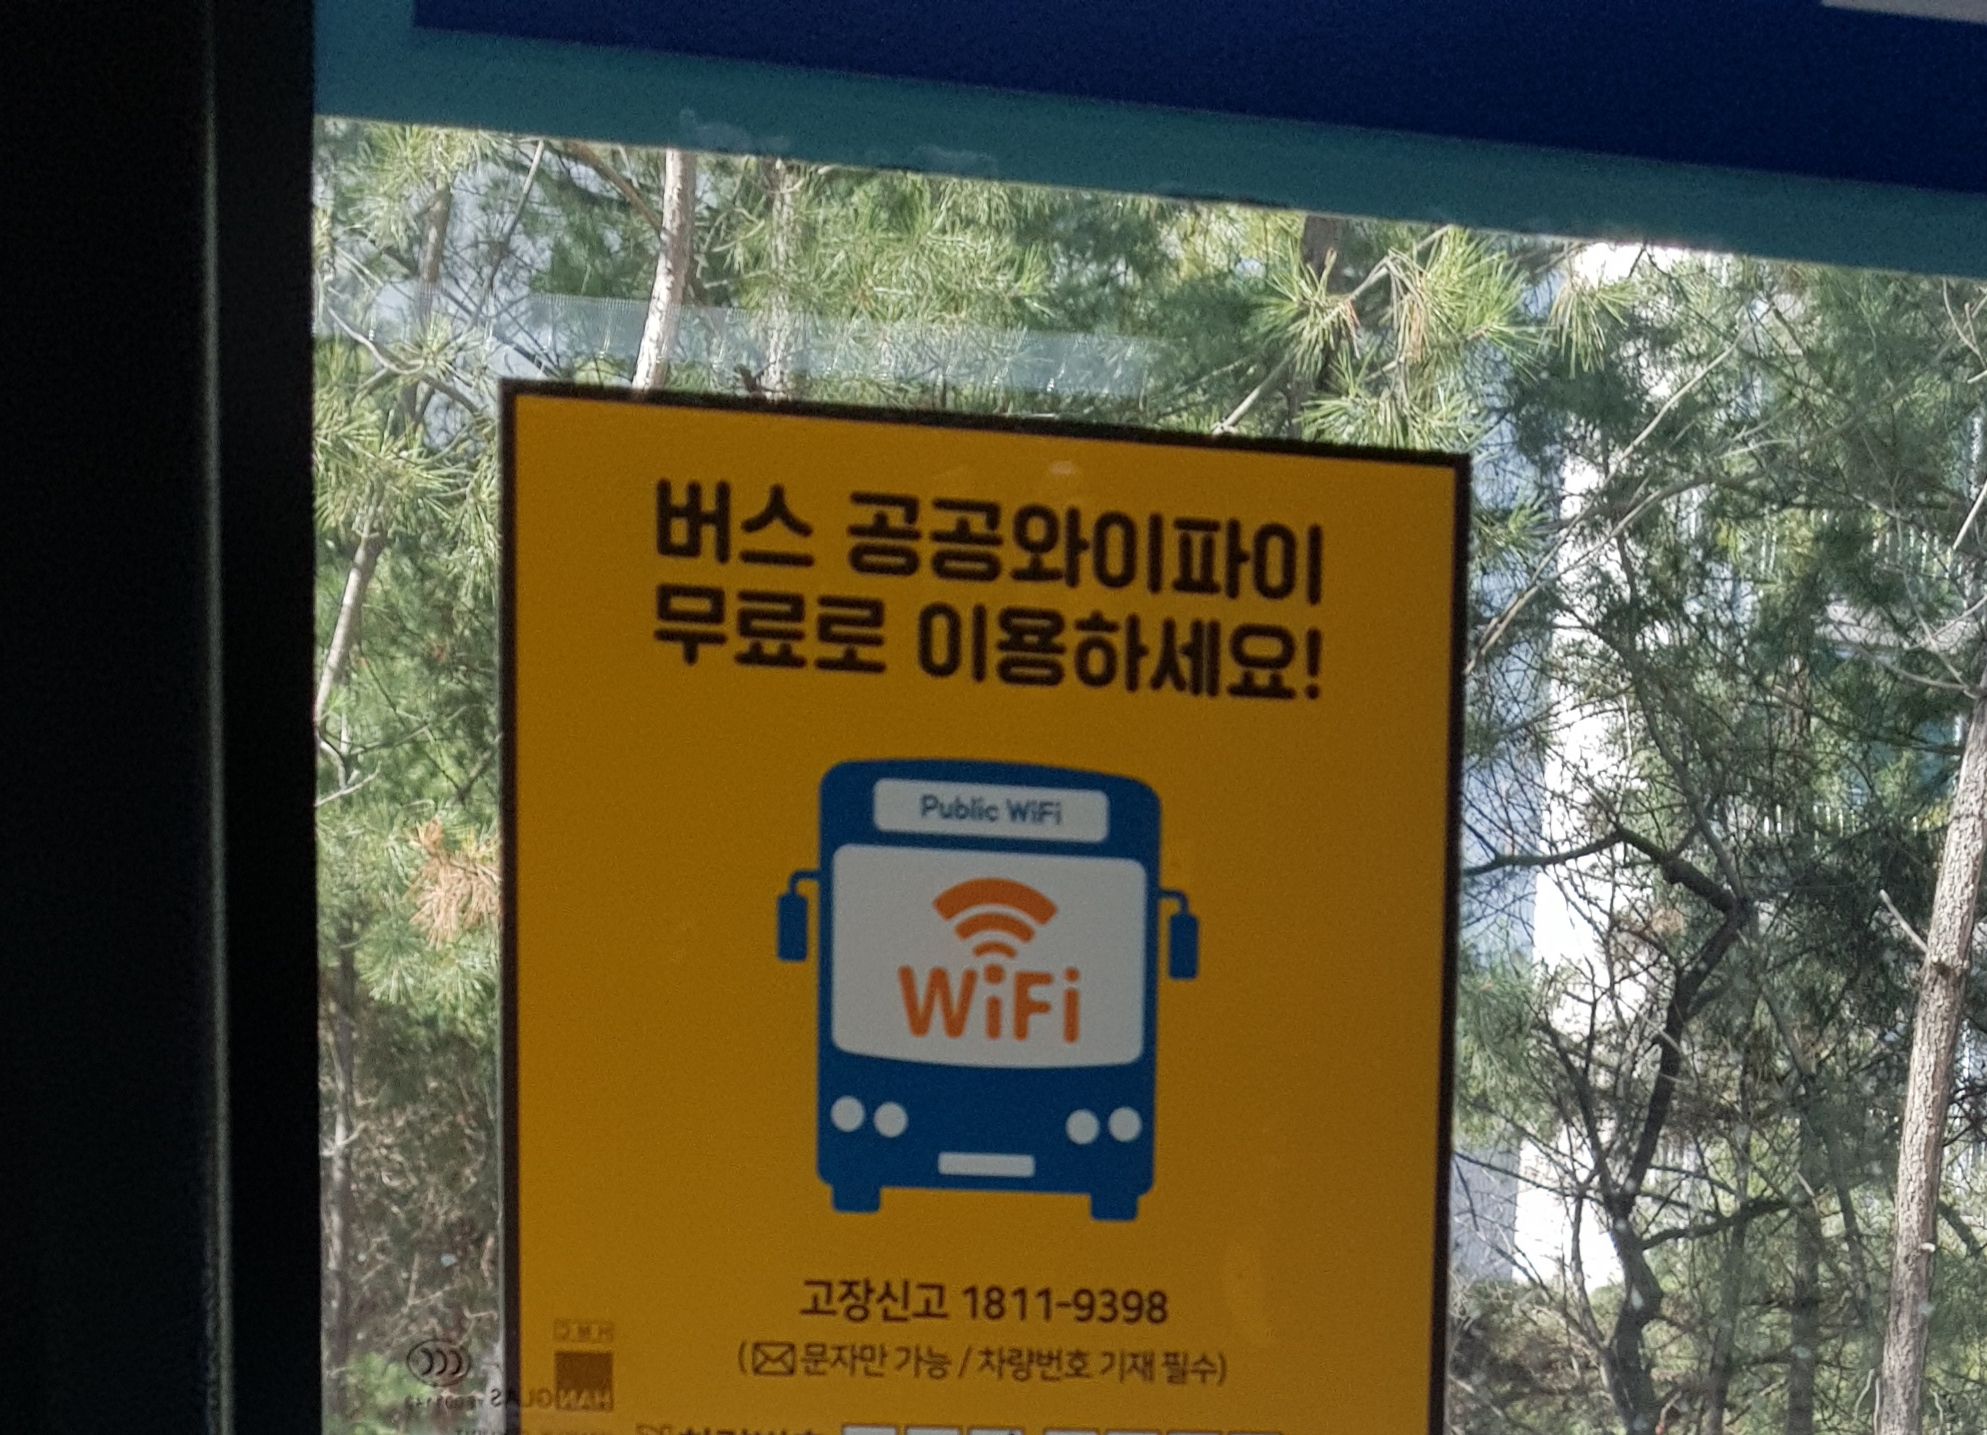 버스 공공와이파이
무료로 이용하세요!
Public WiFi
WiFi
고장신고 1811-9398
(문자만 가능 / 차량번호 기재 필수)